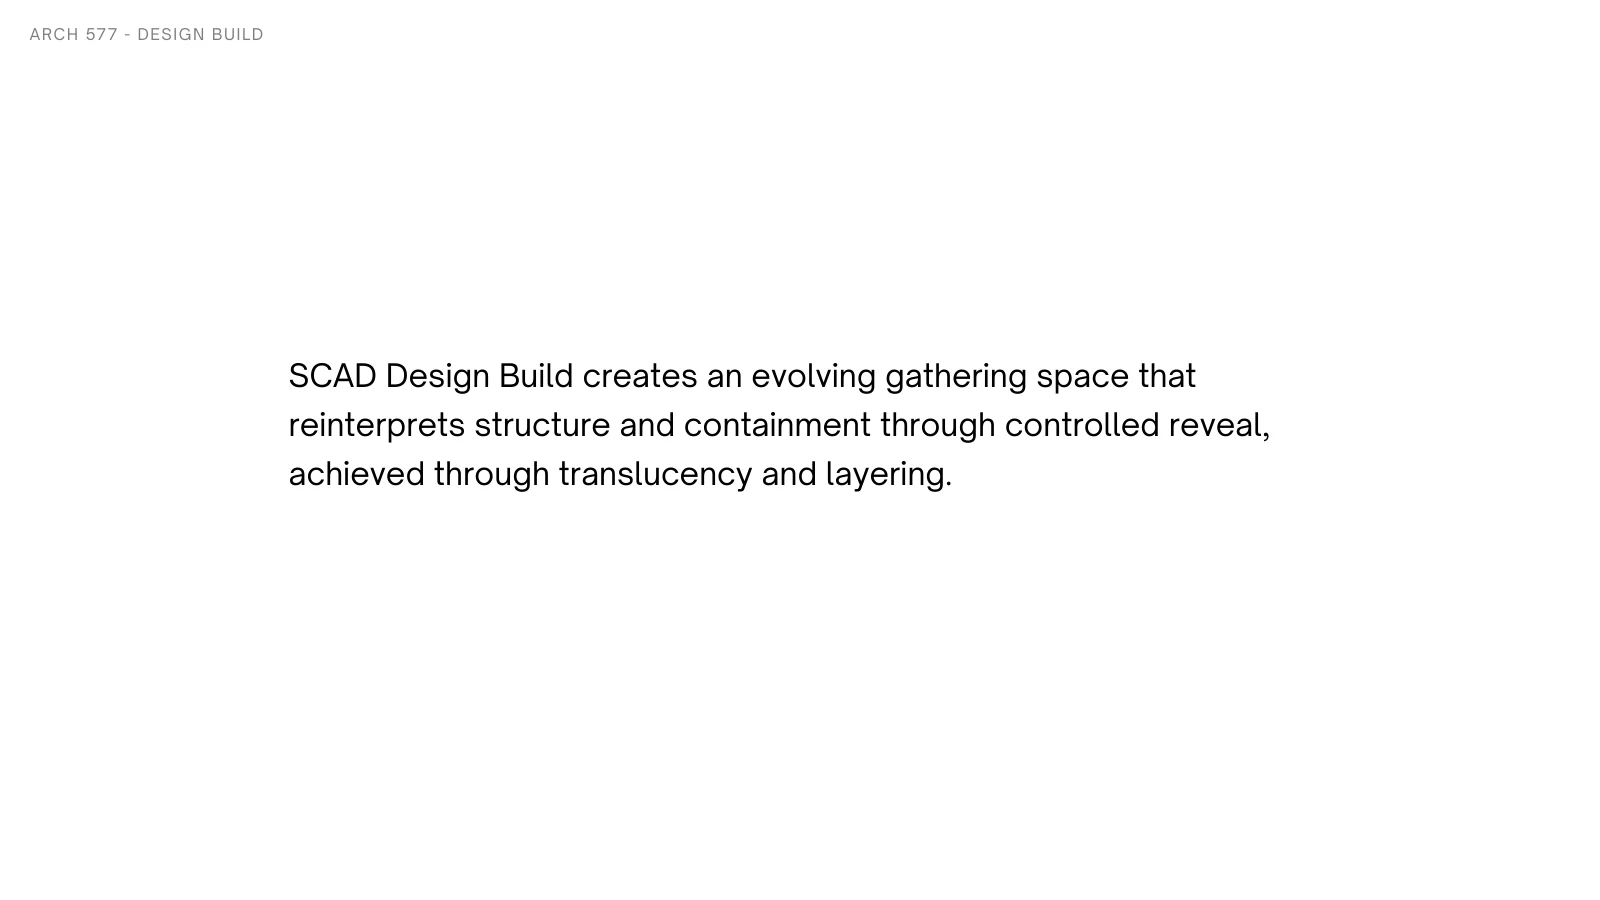 ARCH 577 - DESIGN BUILD
SCAD Design Build creates an evolving gathering space that
reinterprets structure and containment through controlled reveal,
achieved through translucency and layering.